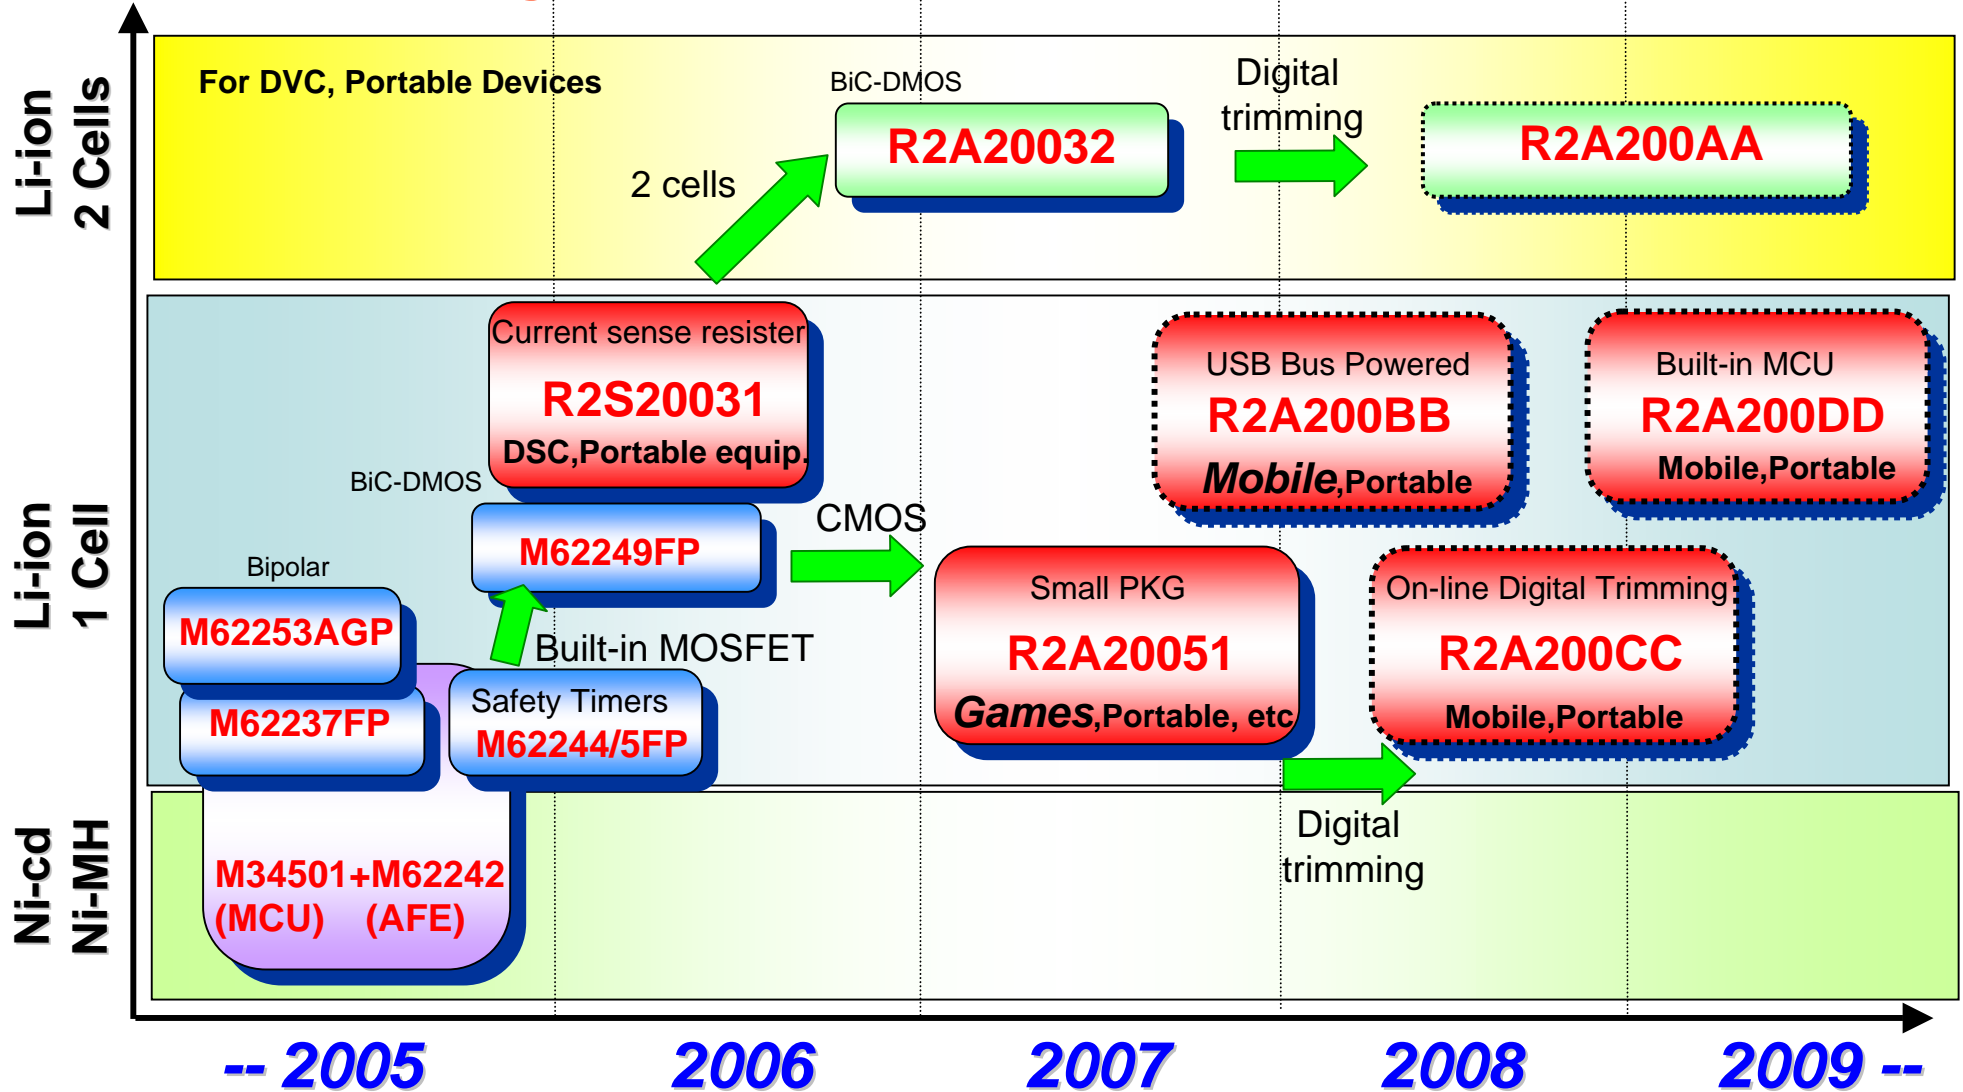 Li-ion
2 Cells
For DVC, Portable Devices
BiC-DMOS
R2A20032
Digital
trimming
R2A200AA
2 cells
Li-ion
1 Cell
Current sense resister
R2S20031
DSC,Portable equip.
USB Bus Powered
R2A200BB
Mobile,Portable
Built-in MCU
R2A200DD
Mobile,Portable
BiC-DMOS
M62249FP
CMOS
Bipolar
M62253AGP
M62237FP
Built-in MOSFET
Safety Timers
M62244/5FP
Small PKG
R2A20051
Games,Portable, etc
On-line Digital Trimming
R2A200CC
Mobile,Portable
Digital
trimming
Ni-cd
Ni-MH
M34501+M62242
(MCU) (AFE)
-- 2005 2006 2007 2008 2009 --